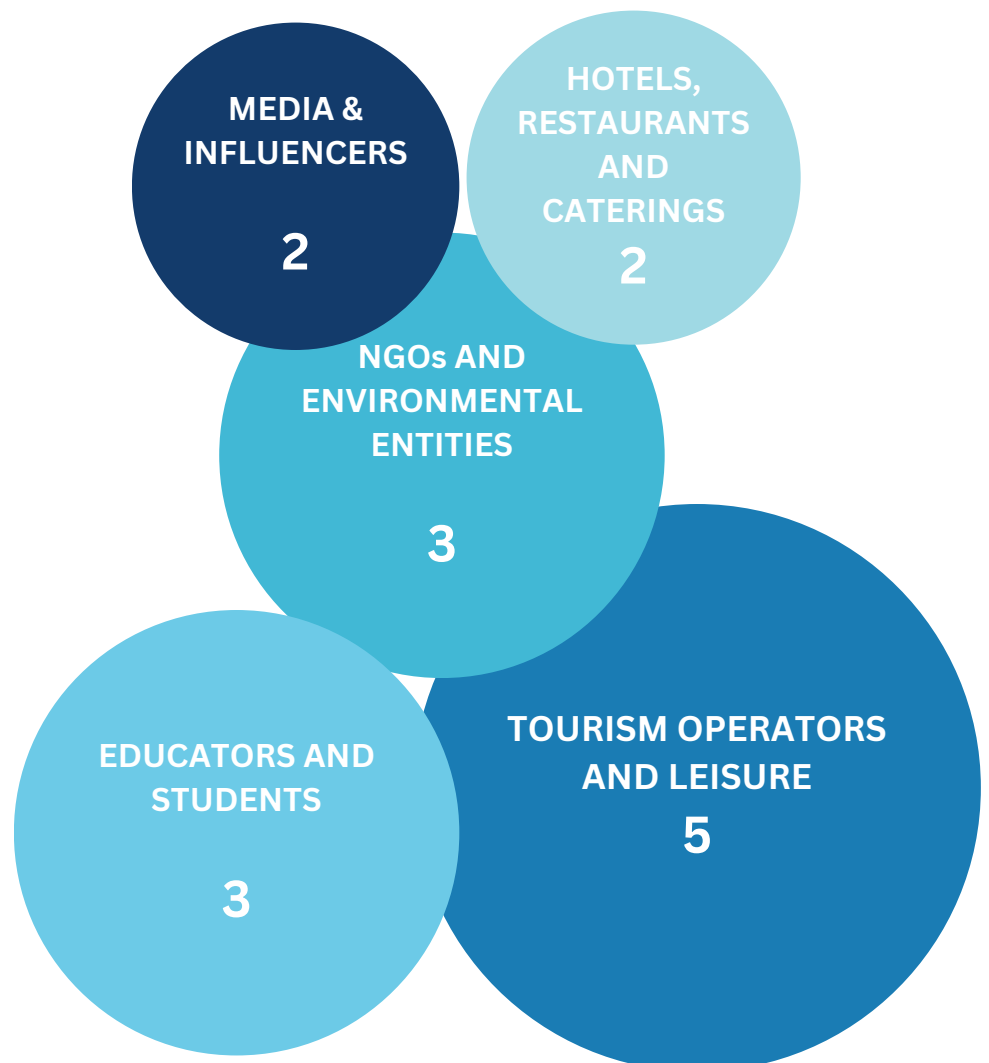 MEDIA &
INFLUENCERS
2
HOTELS,
RESTAURANTS
AND
CATERINGS
2
NGOs AND
ENVIRONMENTAL
ENTITIES
3
EDUCATORS AND
STUDENTS
3
TOURISM OPERATORS
AND LEISURE
5